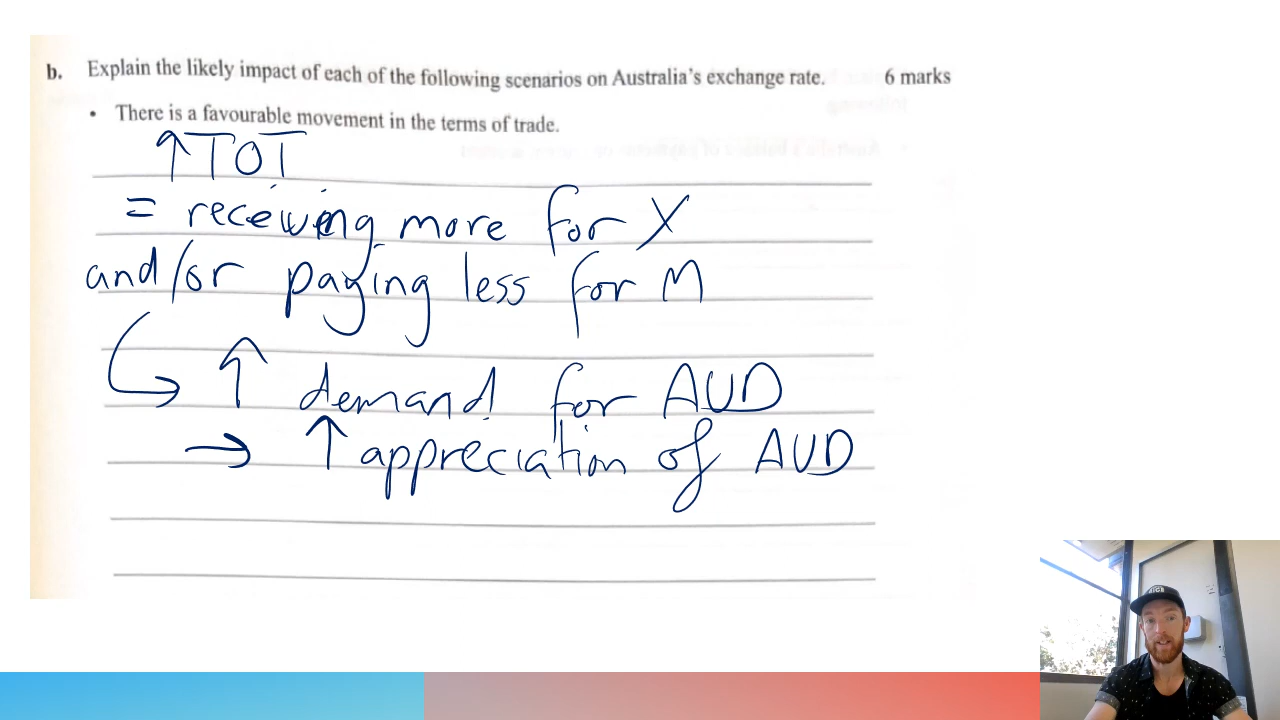 b. Explain the likely impact of each of the following scenarios on Australia's exchange rate. 6 marks
• There is a favourable movement in the terms of trade.
↑ TOT
= receiving more for X
and/or paying less for M
↳ ↑ demand for AUD
→ ↑ appreciation of AUD